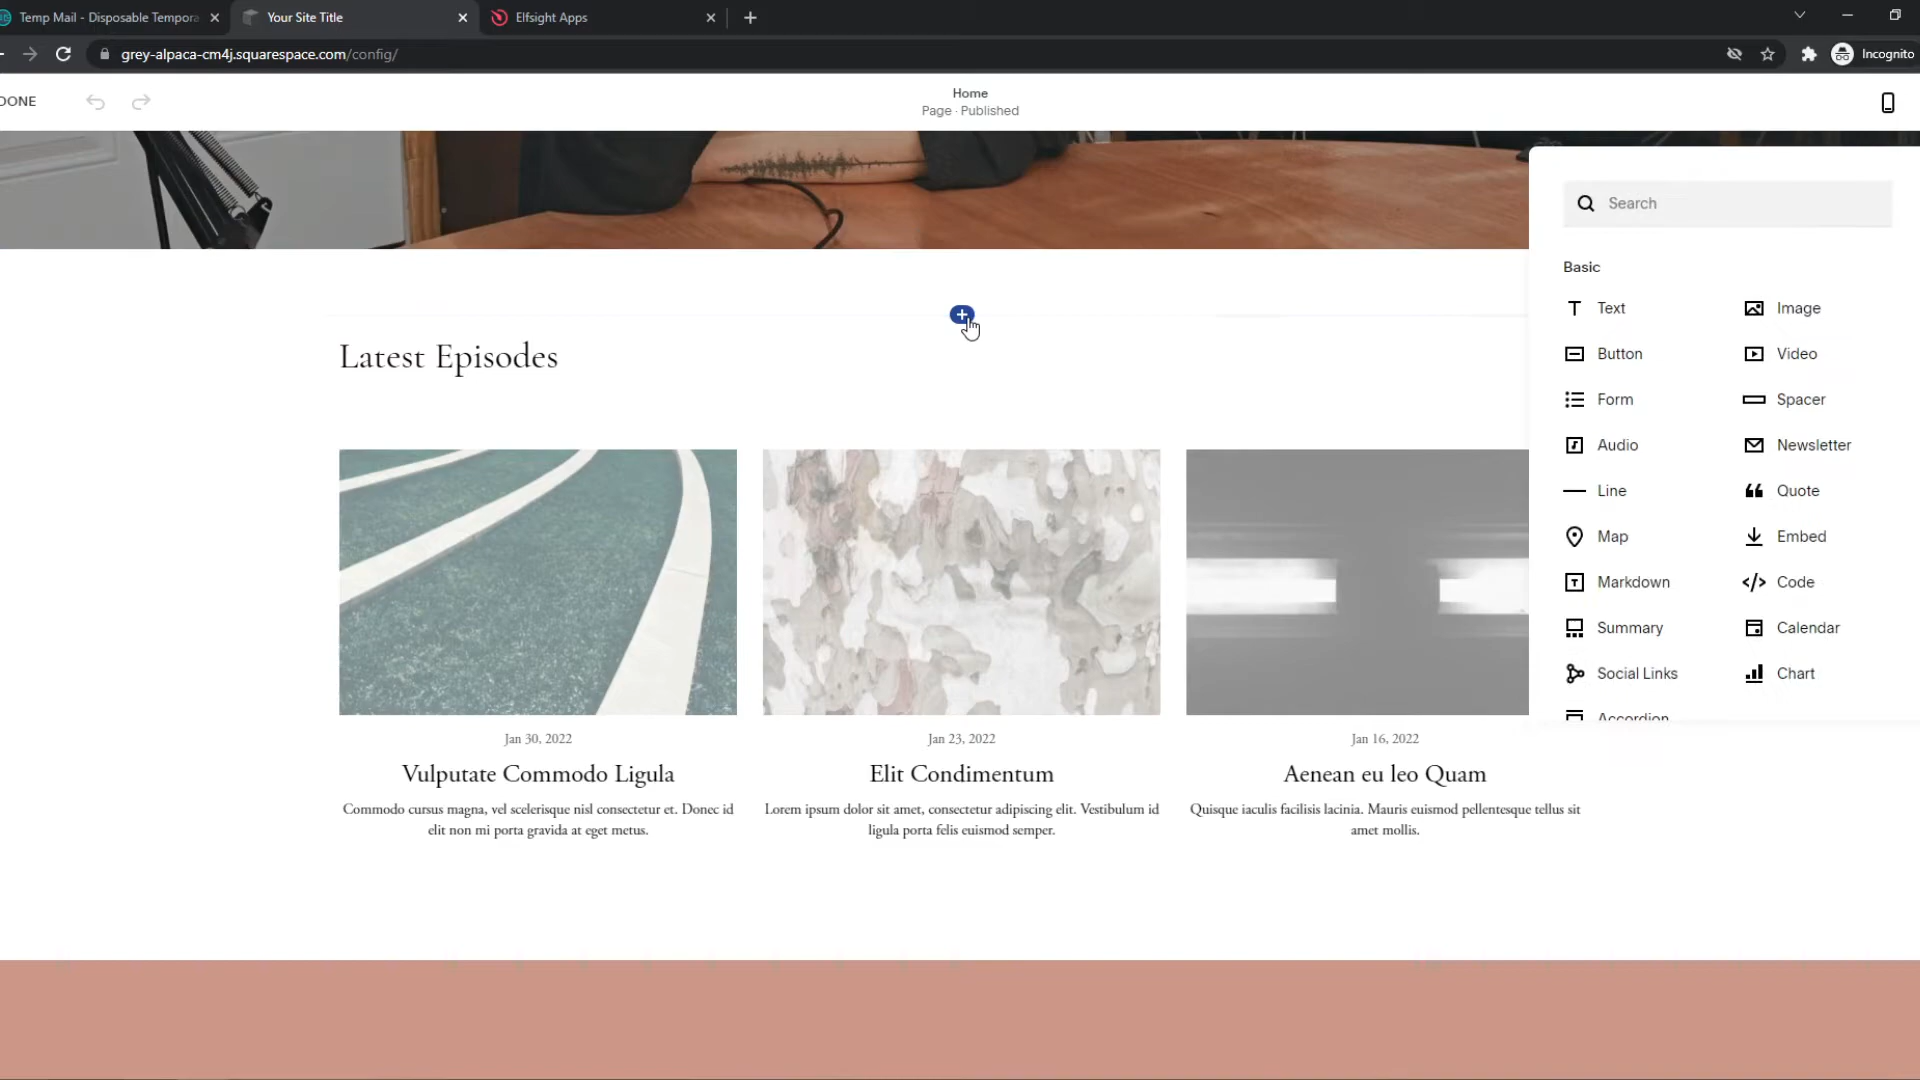 Temp Mail - Disposable Tempora
Your Site Title
Elfsight Apps
grey-alpaca-cm4j.squarespace.com/config/
Incognito
DONE
Home
Page · Published
Search
Basic
Text
Image
Button
Video
Form
Spacer
Audio
Newsletter
Line
Quote
Map
Embed
Markdown
Code
Summary
Calendar
Social Links
Chart
Accordion
Latest Episodes
Jan 30, 2022
Vulputate Commodo Ligula
Commodo cursus magna, vel scelerisque nisl consectetur et. Donec id
elit non mi porta gravida at eget metus.
Jan 23, 2022
Elit Condimentum
Lorem ipsum dolor sit amet, consectetur adipiscing elit. Vestibulum id
ligula porta felis euismod semper.
Jan 16, 2022
Aenean eu leo Quam
Quisque iaculis facilisis lacinia. Mauris euismod pellentesque tellus sit
amet mollis.